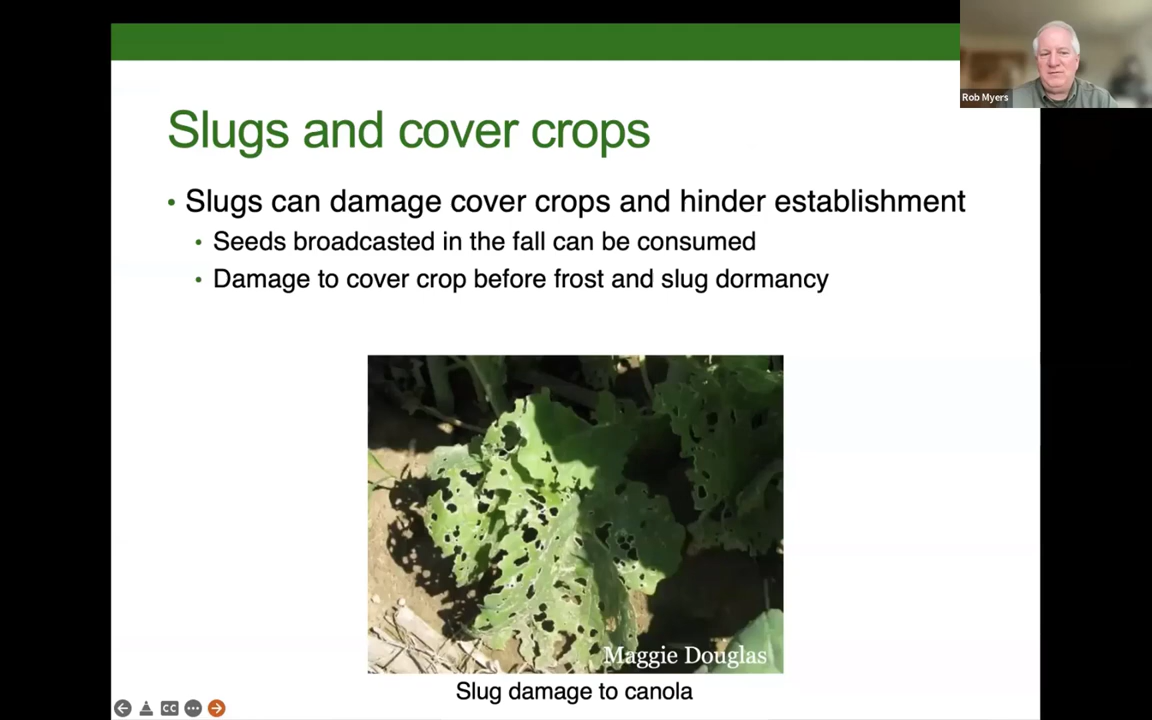 Rob Myers
Slugs and cover crops
• Slugs can damage cover crops and hinder establishment
• Seeds broadcasted in the fall can be consumed
• Damage to cover crop before frost and slug dormancy
Maggie Douglas
Slug damage to canola
CC